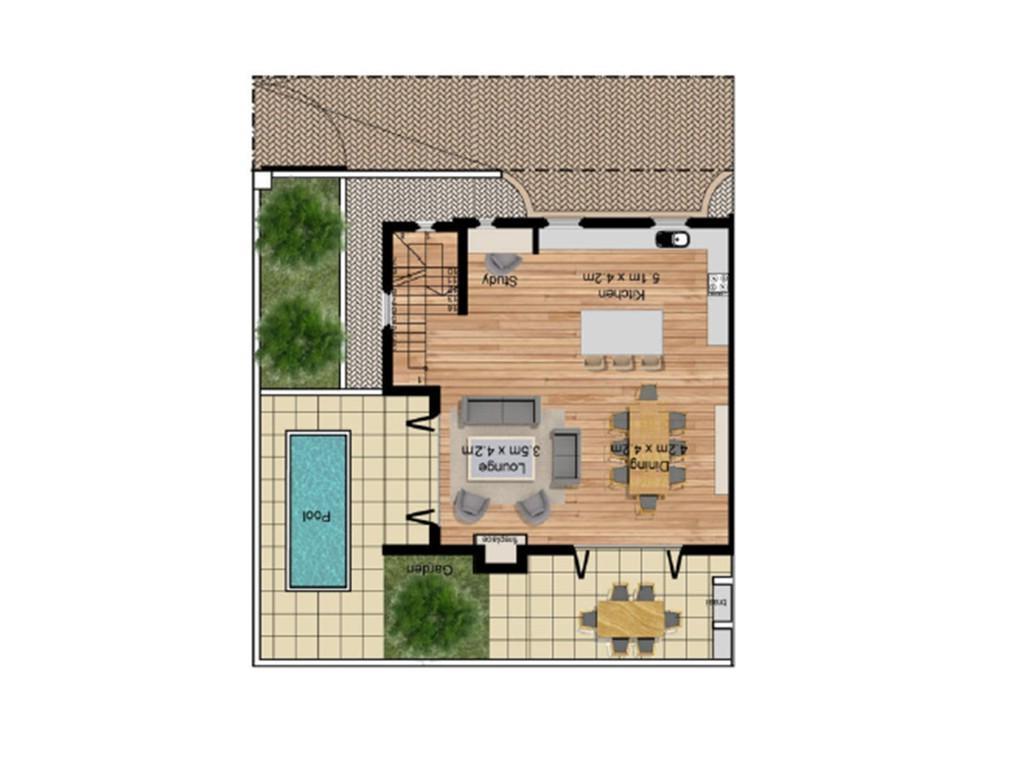 braai
Garden
fireplace
Pool
Dining
4.2m x 4.2m
Lounge
3.5m x 4.2m
1
Kitchen
5.1m x 4.2m
Study